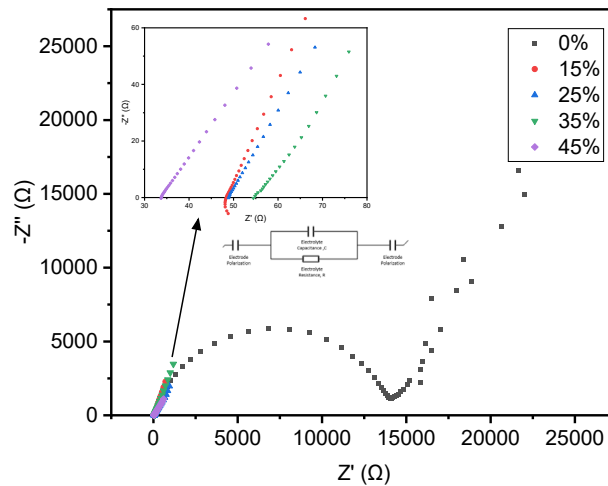 25000
20000
15000
10000
5000
0
-Z'' (Ω)
0
5000
10000
15000
20000
25000
Z' (Ω)
0%
15%
25%
35%
45%
60
40
20
0
-Z'' (Ω)
30
40
50
60
70
80
Z' (Ω)
Electrode
Polarization
Electrolyte
Capacitance, C
Electrolyte
Resistance, R
Electrode
Polarization